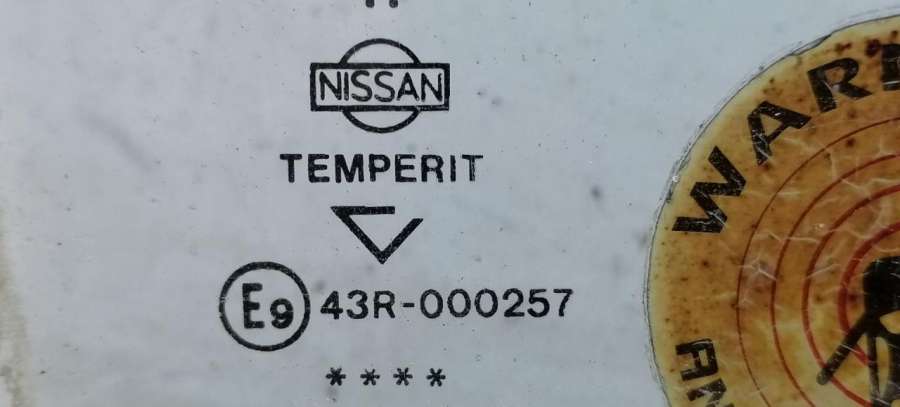 NISSAN
TEMPERIT
E9 43R-000257
****